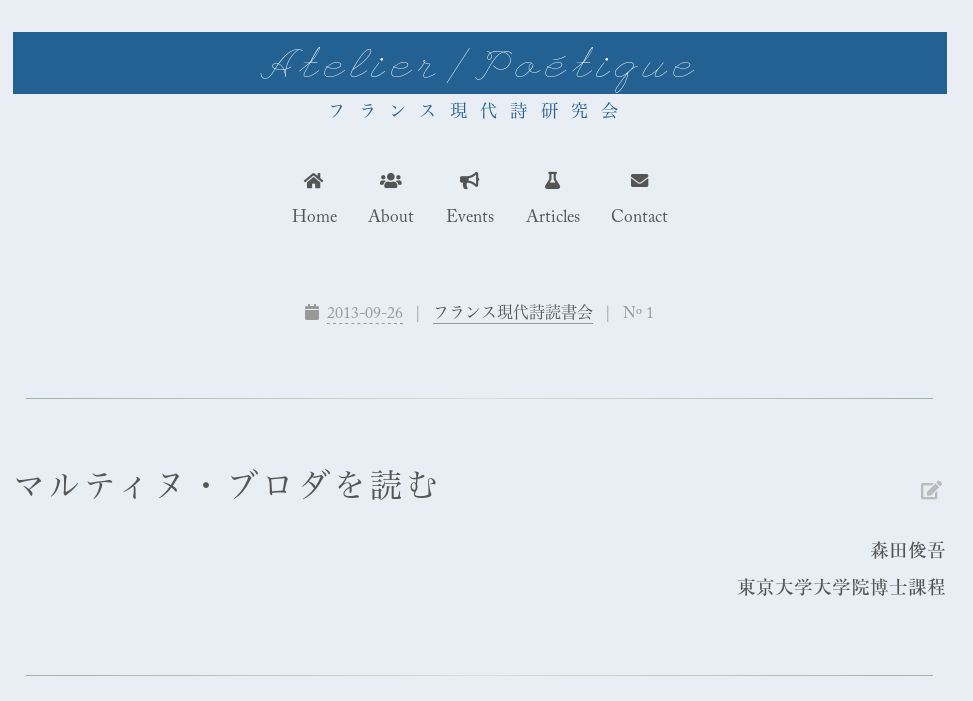 Atelier/Poétique
フランス現代詩研究会
Home About Events Articles Contact
2013-09-26 | フランス現代詩読書会 | Nº 1
マルティヌ・ブロダを読む
森田俊吾
東京大学大学院博士課程